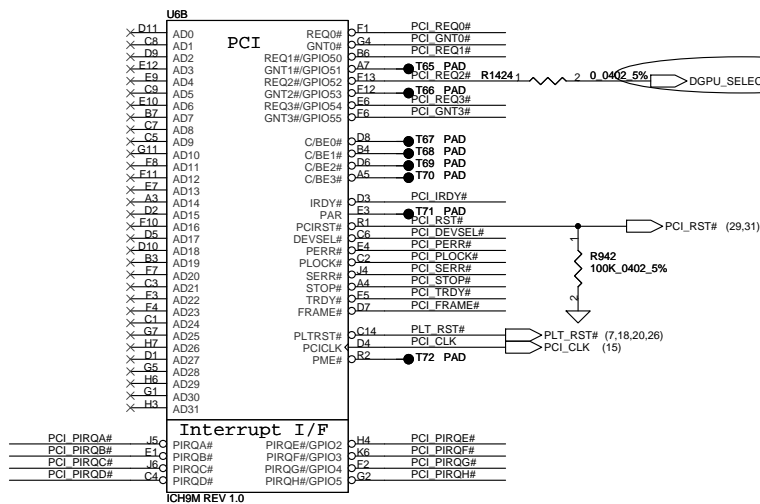 U6B
PCI
D11 AD0
C8 AD1
D9 AD2
E12 AD3
E9 AD4
C9 AD5
E10 AD6
B7 AD7
C7 AD8
C5 AD9
G11 AD10
F8 AD11
F11 AD12
E7 AD13
A3 AD14
D2 AD15
F10 AD16
D5 AD17
D10 AD18
B3 AD19
F7 AD20
C3 AD21
F3 AD22
F4 AD23
C1 AD24
G7 AD25
H7 AD26
D1 AD27
G5 AD28
H6 AD29
G1 AD30
H3 AD31
REQ0# F1 PCI_REQ0#
GNT0# G4 PCI_GNT0#
REQ1#/GPIO50 B6 PCI_REQ1#
GNT1#/GPIO51 A7 T65 PAD
REQ2#/GPIO52 F13 PCI_REQ2# R1424 1 2 0_0402_5% DGPU_SELEC
GNT2#/GPIO53 F12 T66 PAD
REQ3#/GPIO54 E6 PCI_REQ3#
GNT3#/GPIO55 F6 PCI_GNT3#
C/BE0# D8 T67 PAD
C/BE1# B4 T68 PAD
C/BE2# D6 T69 PAD
C/BE3# A5 T70 PAD
IRDY# D3 PCI_IRDY#
PAR E3 T71 PAD
PCIRST# R1 PCI_RST# PCI_RST# (29,31)
DEVSEL# C6 PCI_DEVSEL#
PERR# E4 PCI_PERR#
PLOCK# C2 PCI_PLOCK#
SERR# J4 PCI_SERR#
STOP# A4 PCI_STOP#
TRDY# F5 PCI_TRDY#
FRAME# D7 PCI_FRAME#
1
R942
100K_0402_5%
2
PLTRST# C14 PLT_RST# PLT_RST# (7,18,20,26)
PCICLK D4 PCI_CLK PCI_CLK (15)
PME# R2 T72 PAD
Interrupt I/F
PCI_PIRQA# J5 PIRQA# PIRQE#/GPIO2 H4 PCI_PIRQE#
PCI_PIRQB# E1 PIRQB# PIRQF#/GPIO3 K6 PCI_PIRQF#
PCI_PIRQC# J6 PIRQC# PIRQG#/GPIO4 F2 PCI_PIRQG#
PCI_PIRQD# C4 PIRQD# PIRQH#/GPIO5 G2 PCI_PIRQH#
ICH9M REV 1.0